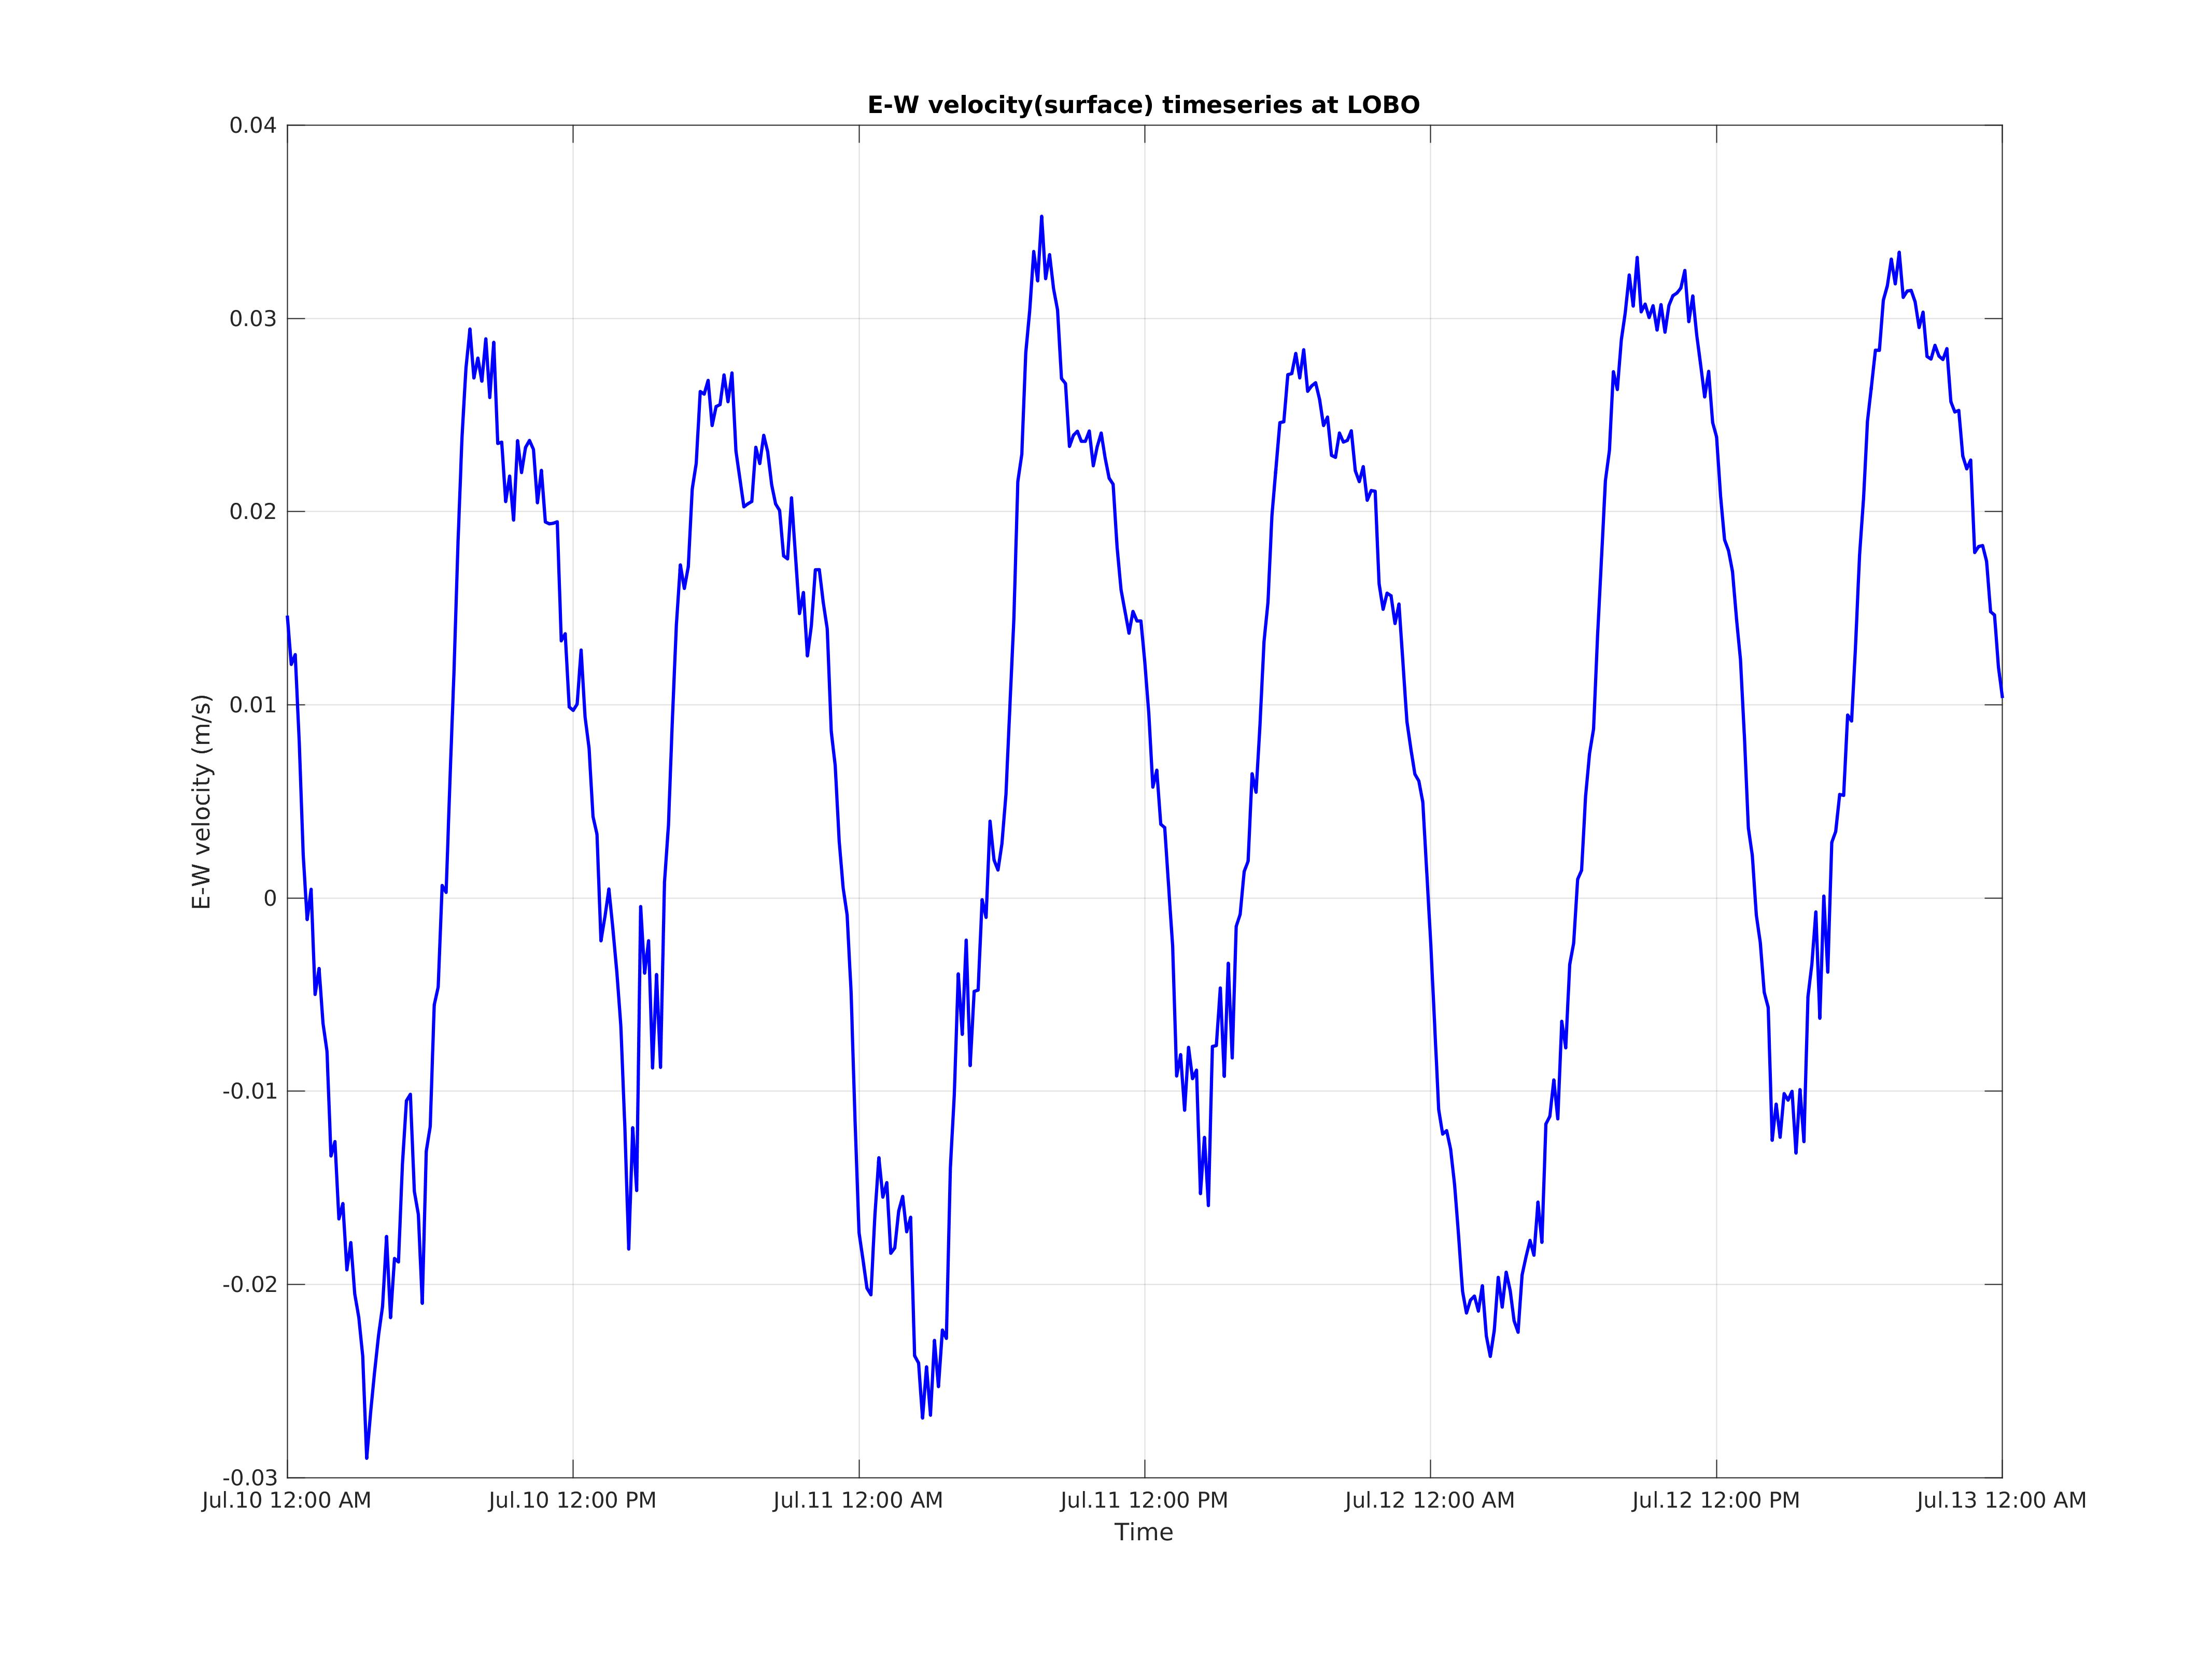 E-W velocity(surface) timeseries at LOBO
0.04
0.03
0.02
0.01
0
-0.01
-0.02
-0.03
E-W velocity (m/s)
Jul.10 12:00 AM
Jul.10 12:00 PM
Jul.11 12:00 AM
Jul.11 12:00 PM
Jul.12 12:00 AM
Jul.12 12:00 PM
Jul.13 12:00 AM
Time